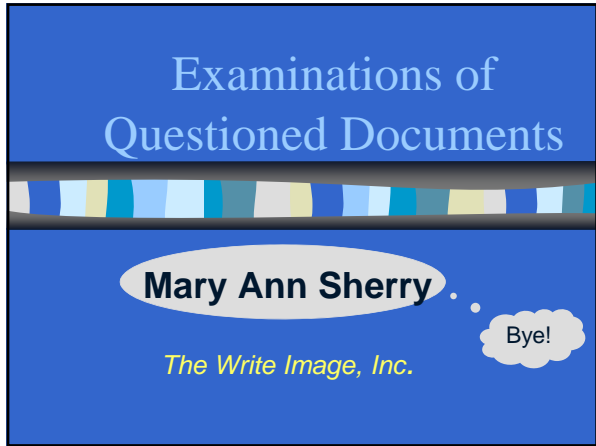 Examinations of
Questioned Documents
Mary Ann Sherry
Bye!
The Write Image, Inc.